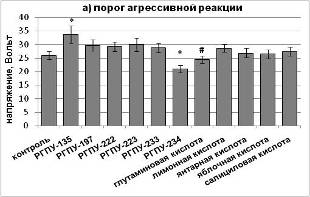 а) порог агрессивной реакции
напряжение, Вольт
40
35
30
25
20
15
10
5
0
*
*
#
контроль
РГПУ-135
РГПУ-197
РГПУ-222
РГПУ-223
РГПУ-233
РГПУ-234
глутаминовая кислота
лимонная кислота
янтарная кислота
яблочная кислота
салициловая кислота